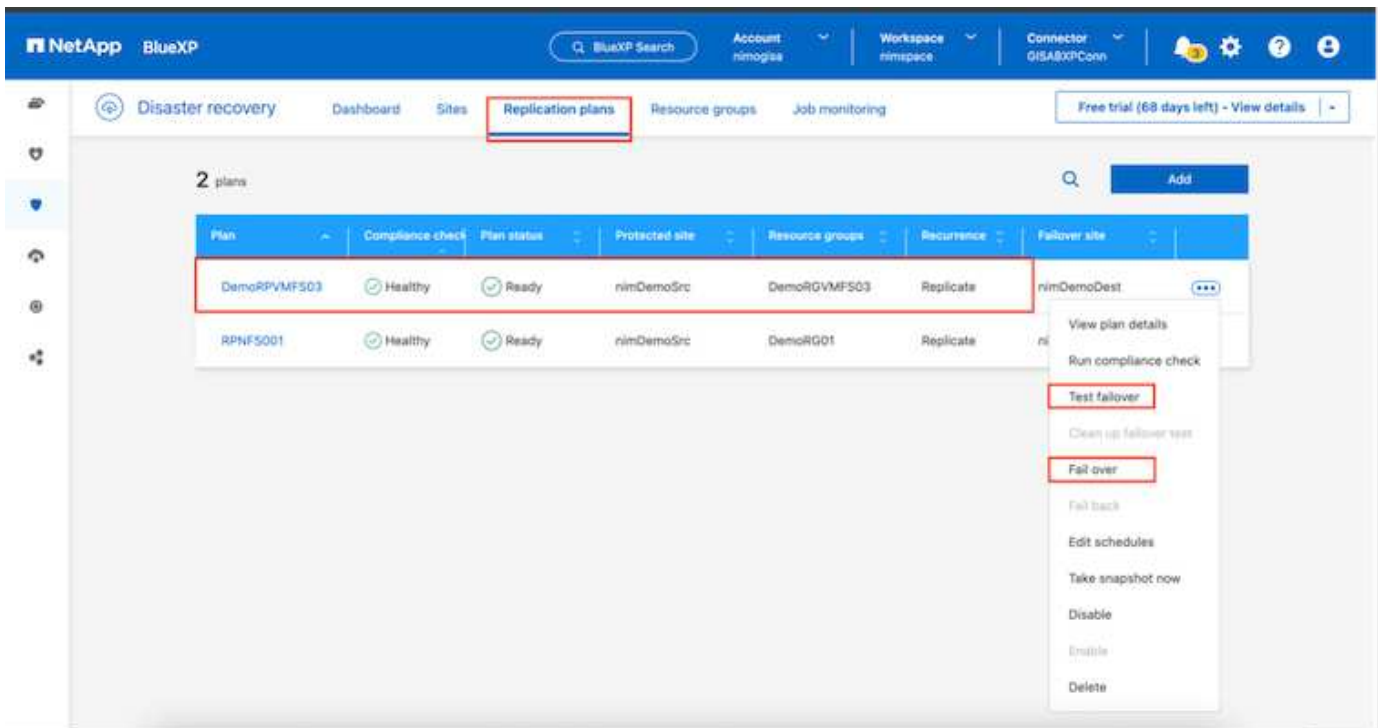 NetApp BlueXP
BlueXP Search
Account
nimogisa
Workspace
nimspace
Connector
GISABXPConn
3
Disaster recovery
Dashboard
Sites
Replication plans
Resource groups
Job monitoring
Free trial (68 days left) - View details
2 plans
Add
Plan Compliance check Plan status Protected site Resource groups Recurrence Failover site
DemoRPVMFS03 Healthy Ready nimDemoSrc DemoRGVMFS03 Replicate nimDemoDest
RPNFS001 Healthy Ready nimDemoSrc DemoRG01 Replicate ni
View plan details
Run compliance check
Test failover
Clean up failover test
Fail over
Fail back
Edit schedules
Take snapshot now
Disable
Enable
Delete